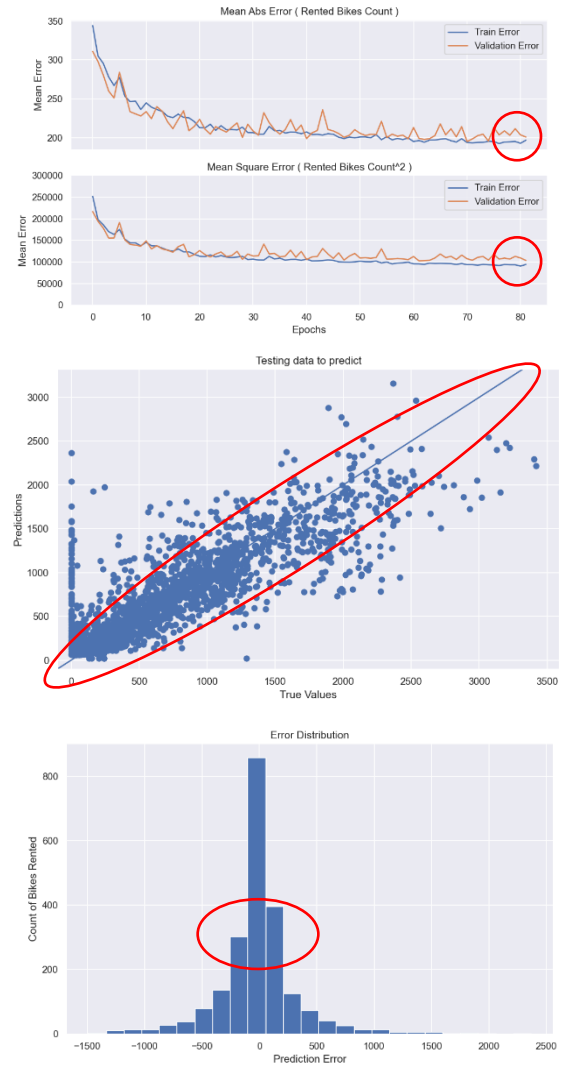 Mean Abs Error ( Rented Bikes Count )
350
300
250
200
Mean Error
Train Error
Validation Error
Mean Square Error ( Rented Bikes Count^2 )
300000
250000
200000
150000
100000
50000
0
Mean Error
Train Error
Validation Error
0 10 20 30 40 50 60 70 80
Epochs
Testing data to predict
3000
2500
2000
1500
1000
500
0
Predictions
0 500 1000 1500 2000 2500 3000 3500
True Values
Error Distribution
800
600
400
200
0
Count of Bikes Rented
−1500 −1000 −500 0 500 1000 1500 2000 2500
Prediction Error